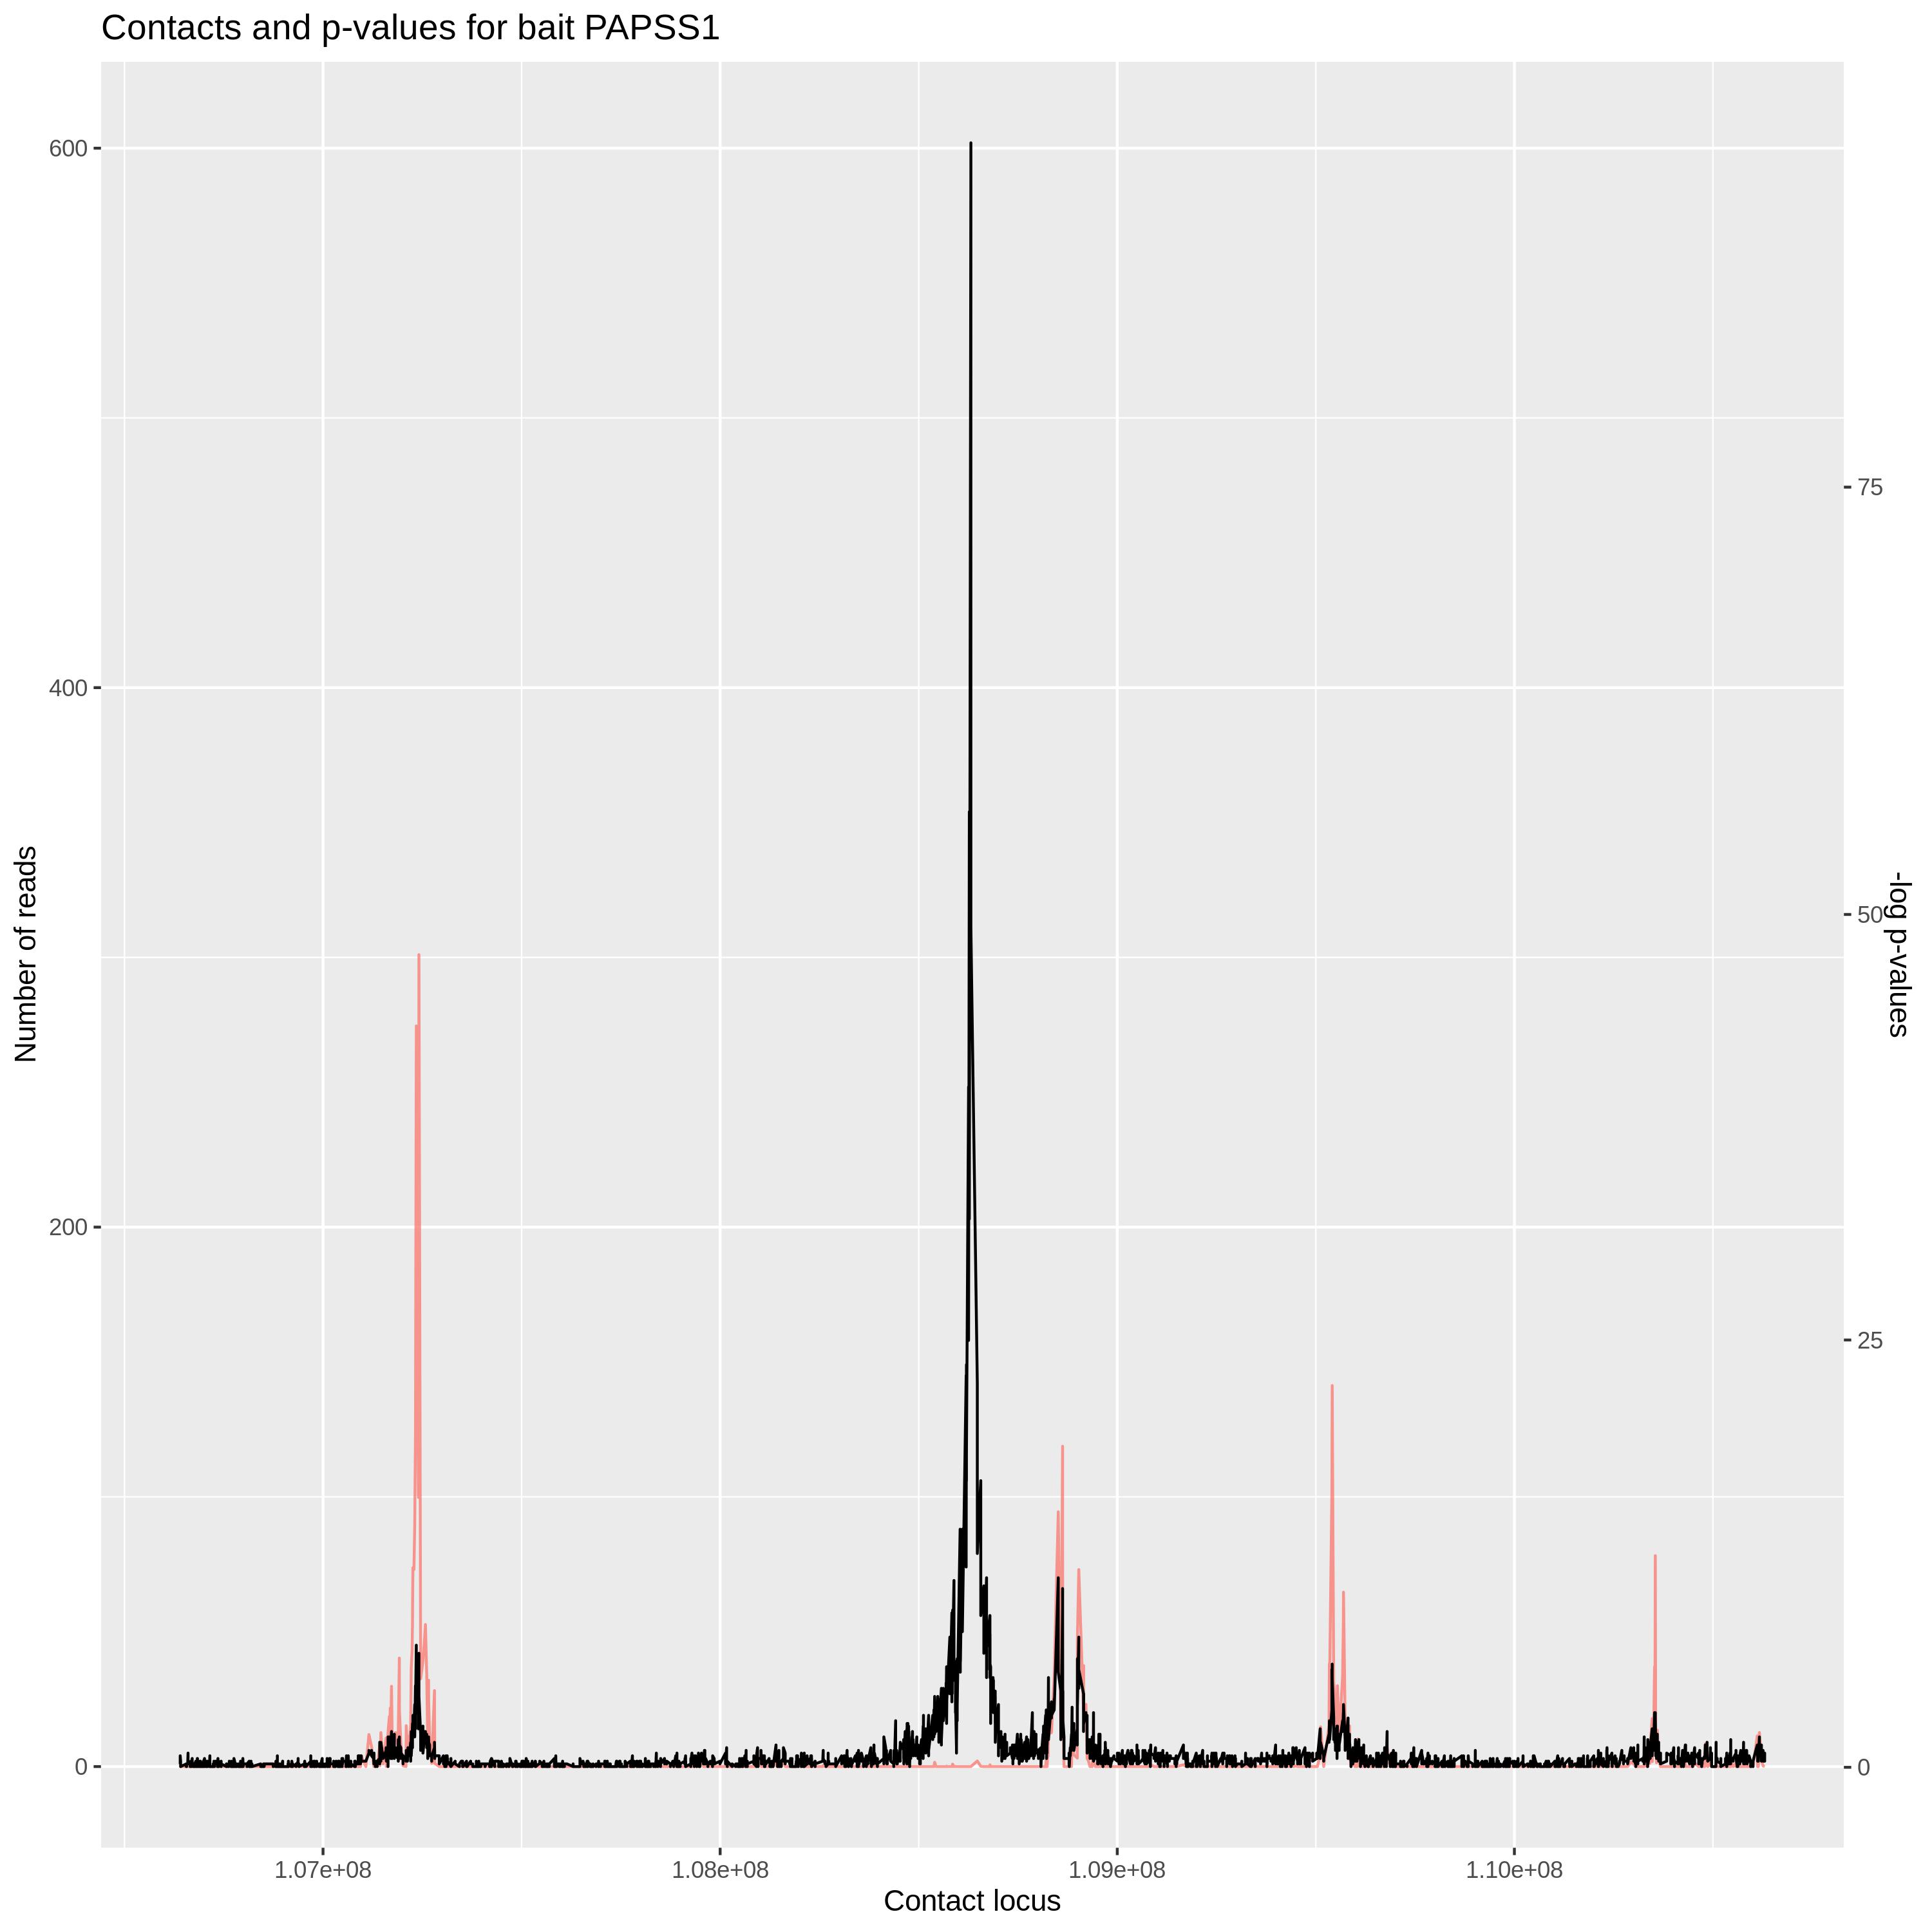 Contacts and p-values for bait PAPSS1
600
400
200
0
75
50
25
0
Number of reads
-log p-values
1.07e+08 1.08e+08 1.09e+08 1.10e+08
Contact locus